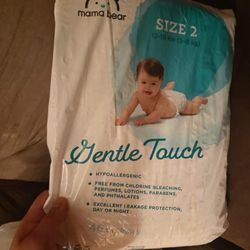 mama bear
SIZE 2
Gentle Touch
• HYPOALLERGENIC
• FREE FROM CHLORINE BLEACHING,
PERFUMES, LOTIONS, PARABENS,
AND PHTHALATES
• EXCELLENT LEAKAGE PROTECTION,
DAY OR NIGHT